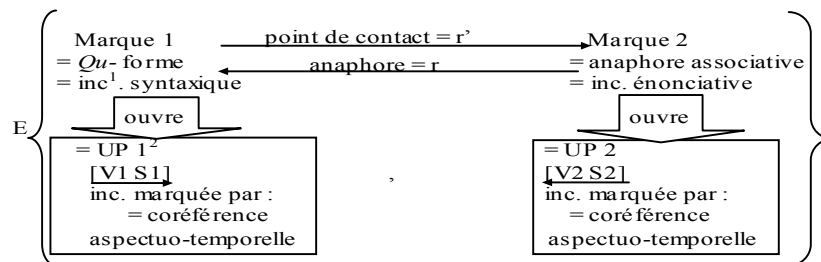 Marque 1
point de contact = r’
Marque 2
= Qu- forme
anaphore = r
= anaphore associative
= inc¹. syntaxique
= inc. énonciative
E
ouvre
ouvre
= UP 1²
= UP 2
[V1 S1]
,
[V2 S2]
inc. marquée par :
inc. marquée par :
= coréférence
= coréférence
aspectuo-temporelle
aspectuo-temporelle